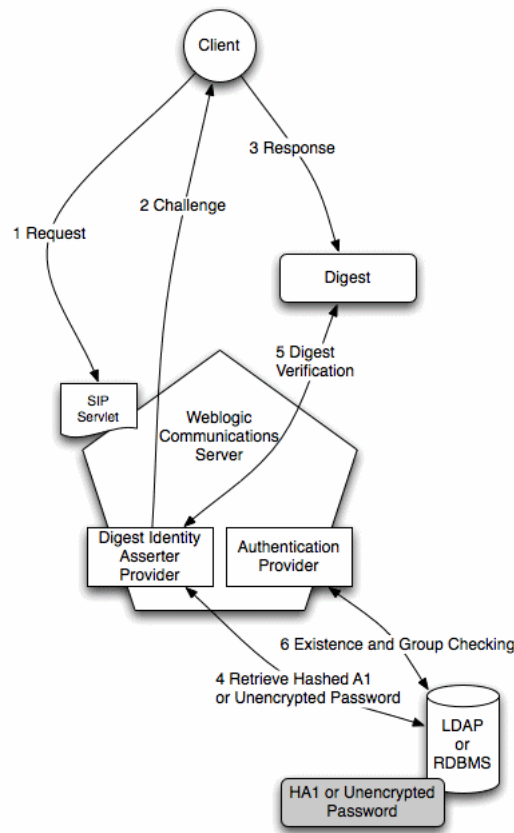 Client
3 Response
2 Challenge
1 Request
Digest
5 Digest
Verification
SIP
Servlet
Weblogic
Communications
Server
Digest Identity
Asserter
Provider
Authentication
Provider
6 Existence and Group Checking
4 Retrieve Hashed A1
or Unencrypted Password
LDAP
or
RDBMS
HA1 or Unencrypted
Password